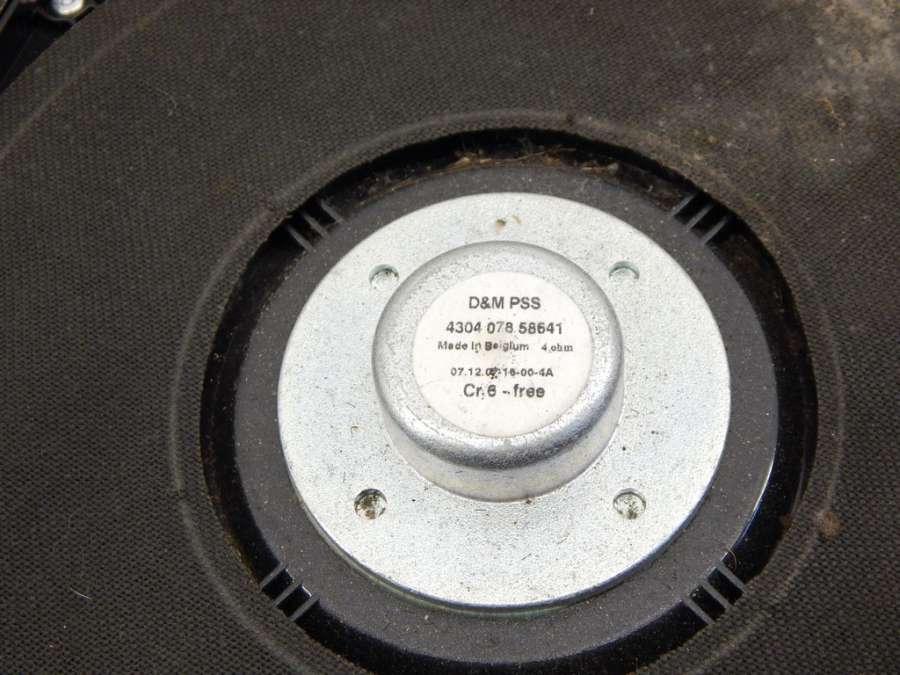 D&M PSS
4304 078 58641
Made in Belgium 4 ohm
Cr 6 - free